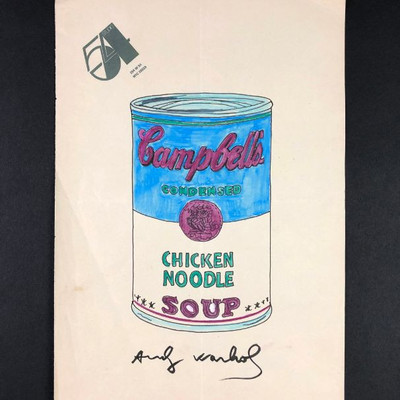 54
Campbell's
CONDENSED
CHICKEN
NOODLE
SOUP
Andy Warhol